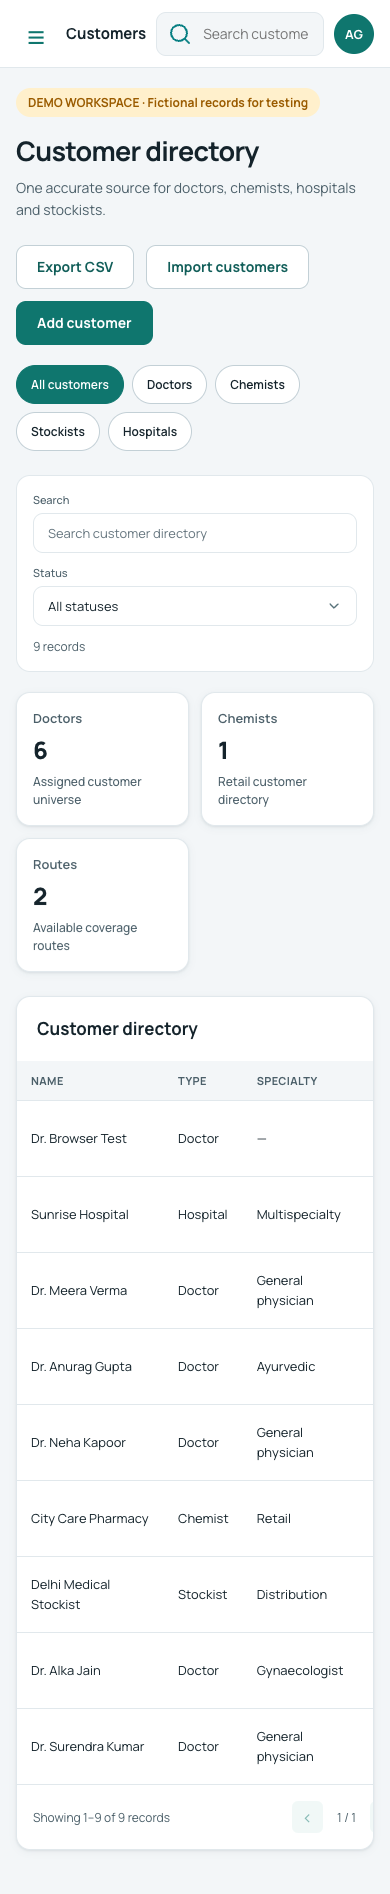 Customers
Search custome
AG
DEMO WORKSPACE · Fictional records for testing
Customer directory
One accurate source for doctors, chemists, hospitals
and stockists.
Export CSV
Import customers
Add customer
All customers
Doctors
Chemists
Stockists
Hospitals
Search
Search customer directory
Status
All statuses
9 records
Doctors
6
Assigned customer
universe
Chemists
1
Retail customer
directory
Routes
2
Available coverage
routes
Customer directory
NAME TYPE SPECIALTY
Dr. Browser Test Doctor —
Sunrise Hospital Hospital Multispecialty
Dr. Meera Verma Doctor General
physician
Dr. Anurag Gupta Doctor Ayurvedic
Dr. Neha Kapoor Doctor General
physician
City Care Pharmacy Chemist Retail
Delhi Medical
Stockist Stockist Distribution
Dr. Alka Jain Doctor Gynaecologist
Dr. Surendra Kumar Doctor General
physician
Showing 1–9 of 9 records ‹ 1 / 1